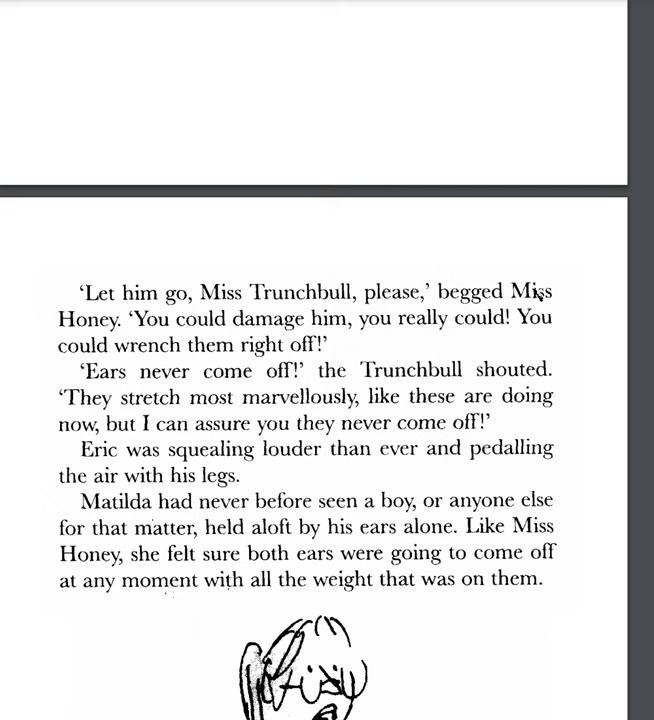 ‘Let him go, Miss Trunchbull, please,’ begged Miss
Honey. ‘You could damage him, you really could! You
could wrench them right off!’
‘Ears never come off!’ the Trunchbull shouted.
‘They stretch most marvellously, like these are doing
now, but I can assure you they never come off!’
Eric was squealing louder than ever and pedalling
the air with his legs.
Matilda had never before seen a boy, or anyone else
for that matter, held aloft by his ears alone. Like Miss
Honey, she felt sure both ears were going to come off
at any moment with all the weight that was on them.